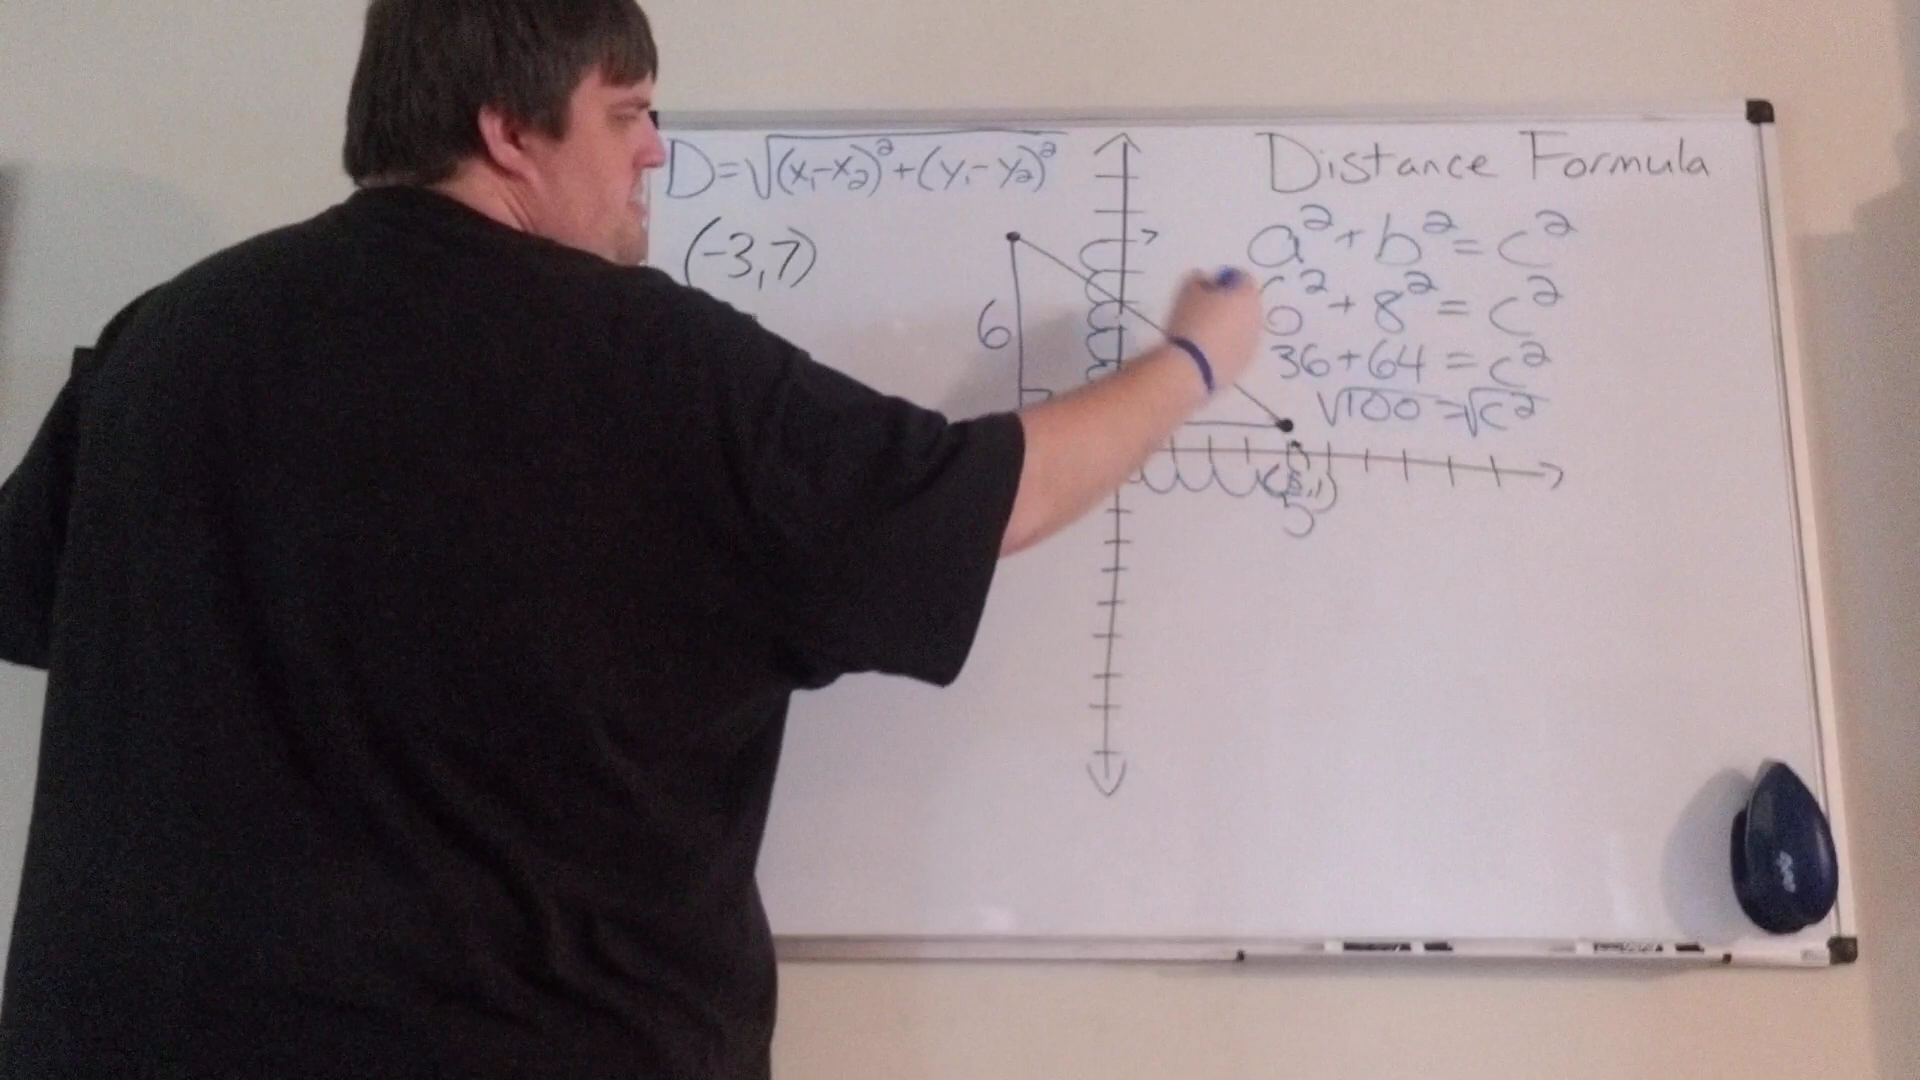 D=√(x₁-x₂)²+(y₁-y₂)²
Distance Formula
(-3,7)
a²+b²=c²
6²+8²=c²
36+64=c²
√100=√c²
6
5